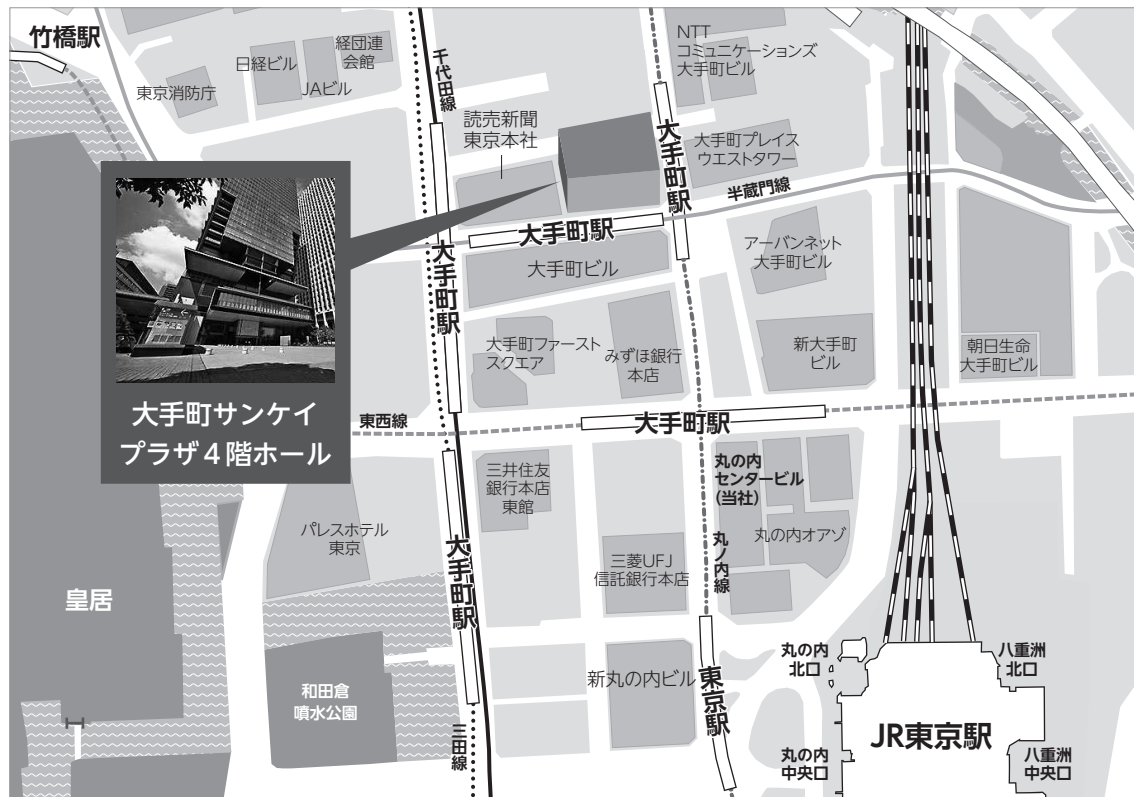 竹橋駅
日経ビル
経団連
会館
JAビル
東京消防庁
千代田線
読売新聞
東京本社
NTT
コミュニケーションズ
大手町ビル
大手町駅
大手町プレイス
ウエストタワー
半蔵門線
大手町駅
大手町駅
大手町ビル
アーバンネット
大手町ビル
大手町ファースト
スクエア
みずほ銀行
本店
新大手町
ビル
朝日生命
大手町ビル
大手町サンケイ
プラザ4階ホール
東西線
大手町駅
三井住友
銀行本店
東館
丸の内
センタービル
(当社)
パレスホテル
東京
大手町駅
三菱UFJ
信託銀行本店
丸ノ内線
丸の内オアゾ
皇居
和田倉
噴水公園
新丸の内ビル
東京駅
丸の内
北口
八重洲
北口
三田線
JR東京駅
丸の内
中央口
八重洲
中央口